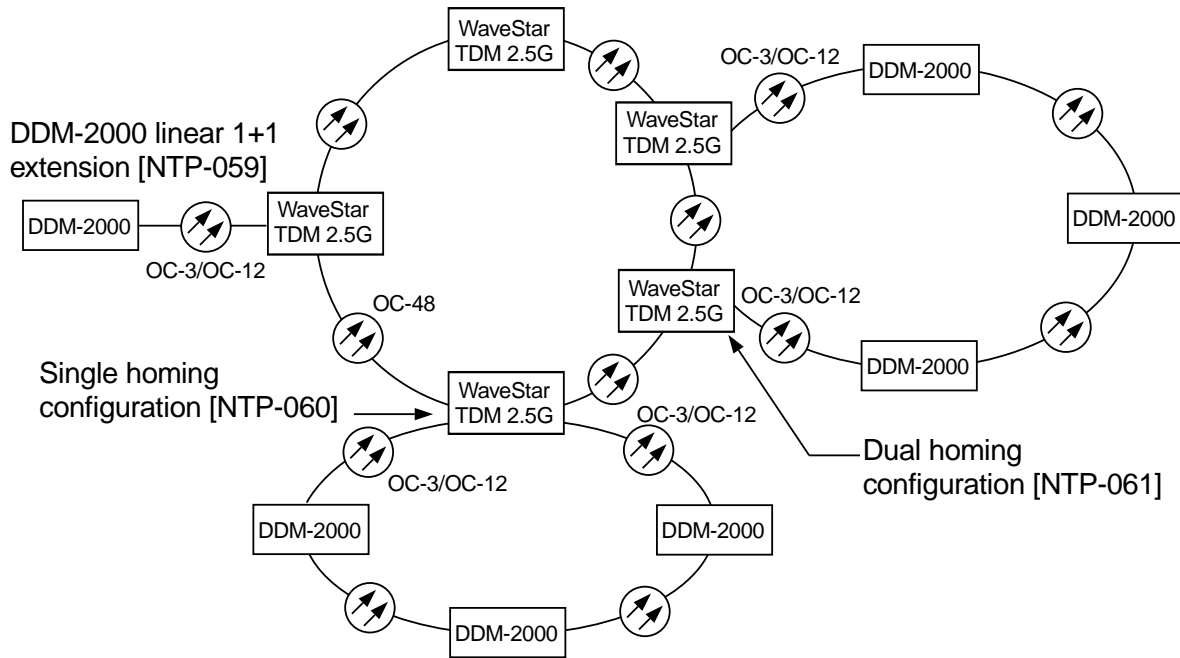 WaveStar
TDM 2.5G
OC-3/OC-12
DDM-2000
WaveStar
TDM 2.5G
DDM-2000 linear 1+1
extension [NTP-059]
DDM-2000
OC-3/OC-12
WaveStar
TDM 2.5G
DDM-2000
OC-48
WaveStar
TDM 2.5G
OC-3/OC-12
DDM-2000
Single homing
configuration [NTP-060]
WaveStar
TDM 2.5G
OC-3/OC-12
OC-3/OC-12
Dual homing
configuration [NTP-061]
DDM-2000
DDM-2000
DDM-2000